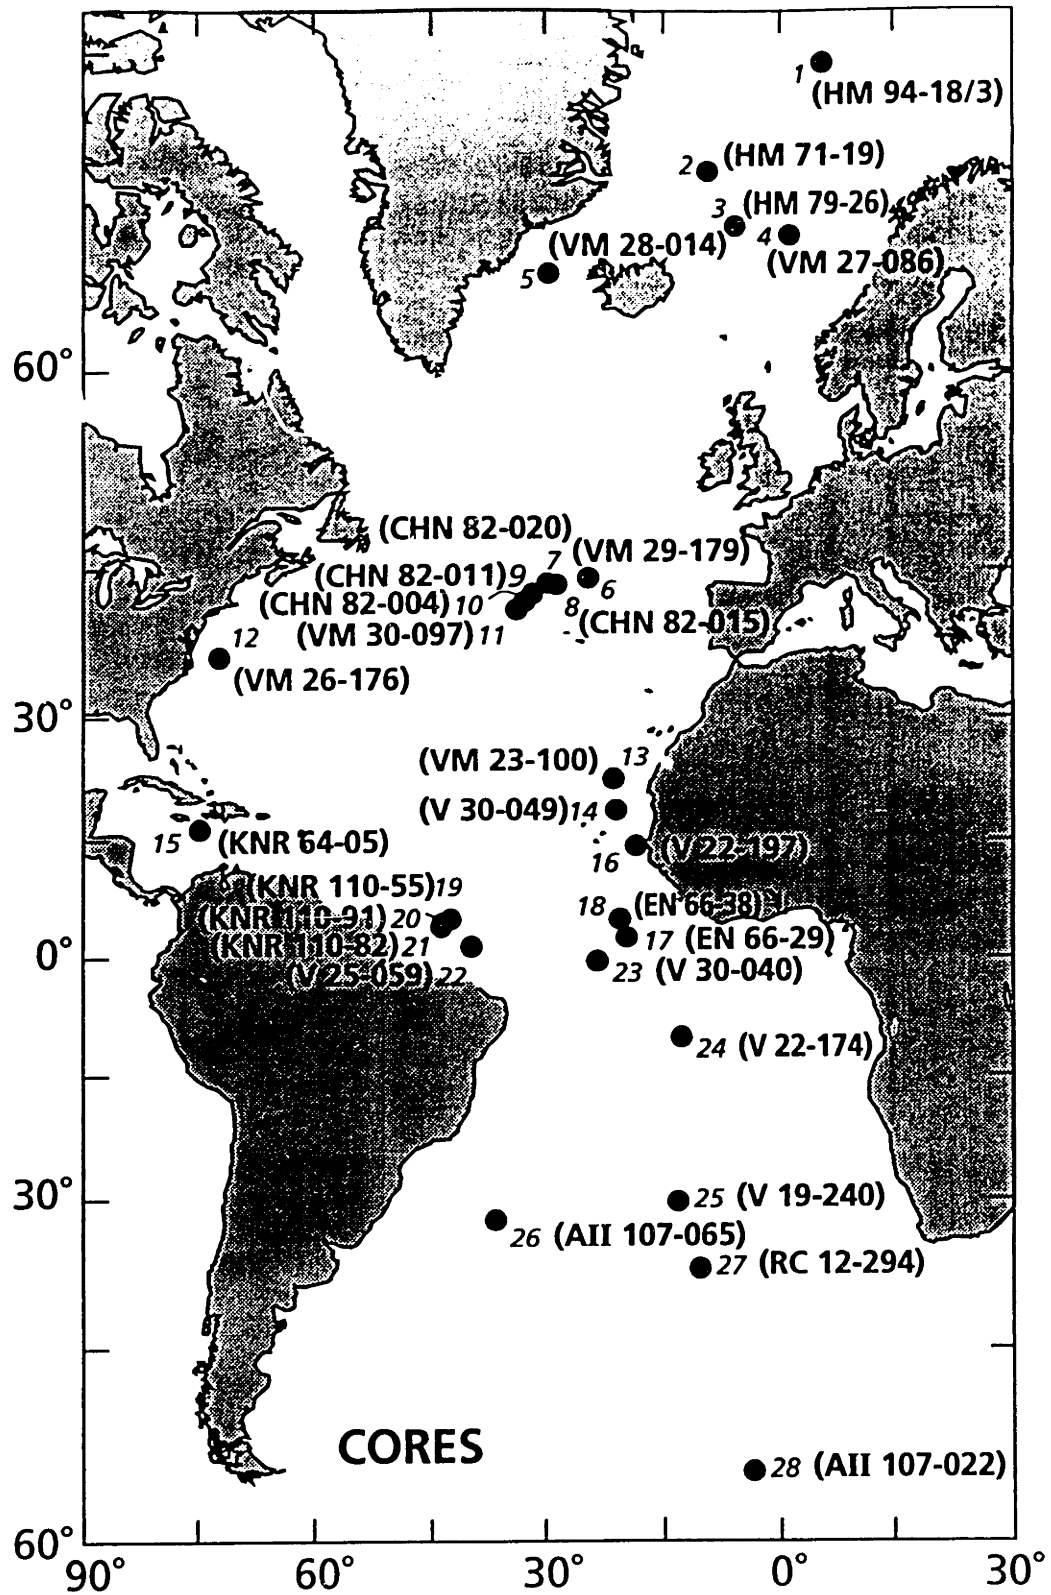 1
(HM 94-18/3)
2 (HM 71-19)
3 (HM 79-26)
4
(VM 28-014)
(VM 27-086)
5
60°
(CHN 82-020)
7 (VM 29-179)
(CHN 82-011) 9
6
(CHN 82-004) 10
8
(CHN 82-015)
(VM 30-097) 11
12
(VM 26-176)
30°
(VM 23-100) 13
(V 30-049) 14
15 (KNR 64-05)
16 (V 22-197)
(KNR 110-55) 19
18 (EN 66-38)
(KNR 110-91) 20
17 (EN 66-29)
(KNR 110-82) 21
0°
(V 25-059) 22
23 (V 30-040)
24 (V 22-174)
30°
25 (V 19-240)
26 (AII 107-065)
27 (RC 12-294)
CORES
28 (AII 107-022)
60°
90° 60° 30° 0° 30°